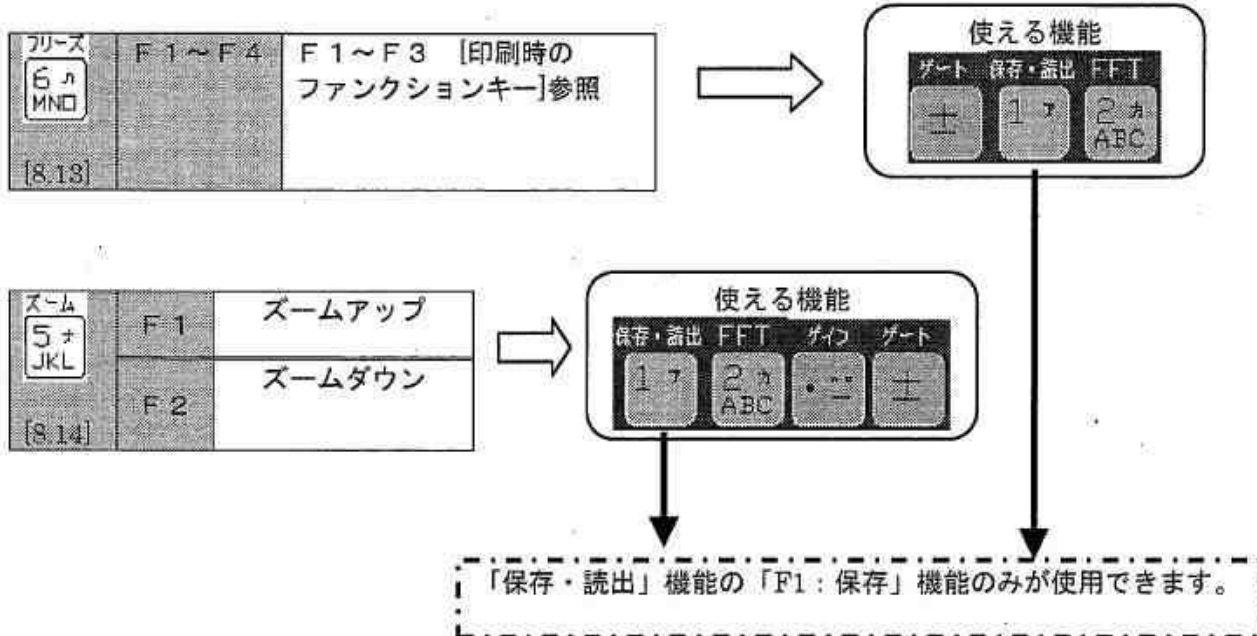 フリーズ
6 ハ
MNO
[8.13]
F1~F4
F1~F3 [印刷時の
ファンクションキー]参照
使える機能
ゲート 保存・読出 FFT
± 1 ア 2 カ
ABC
ズーム
5 ナ
JKL
[8.14]
F1
ズームアップ
F2
ズームダウン
使える機能
保存・読出 FFT ゲイン ゲート
1 ア 2 カ ±
ABC
「保存・読出」機能の「F1:保存」機能のみが使用できます。